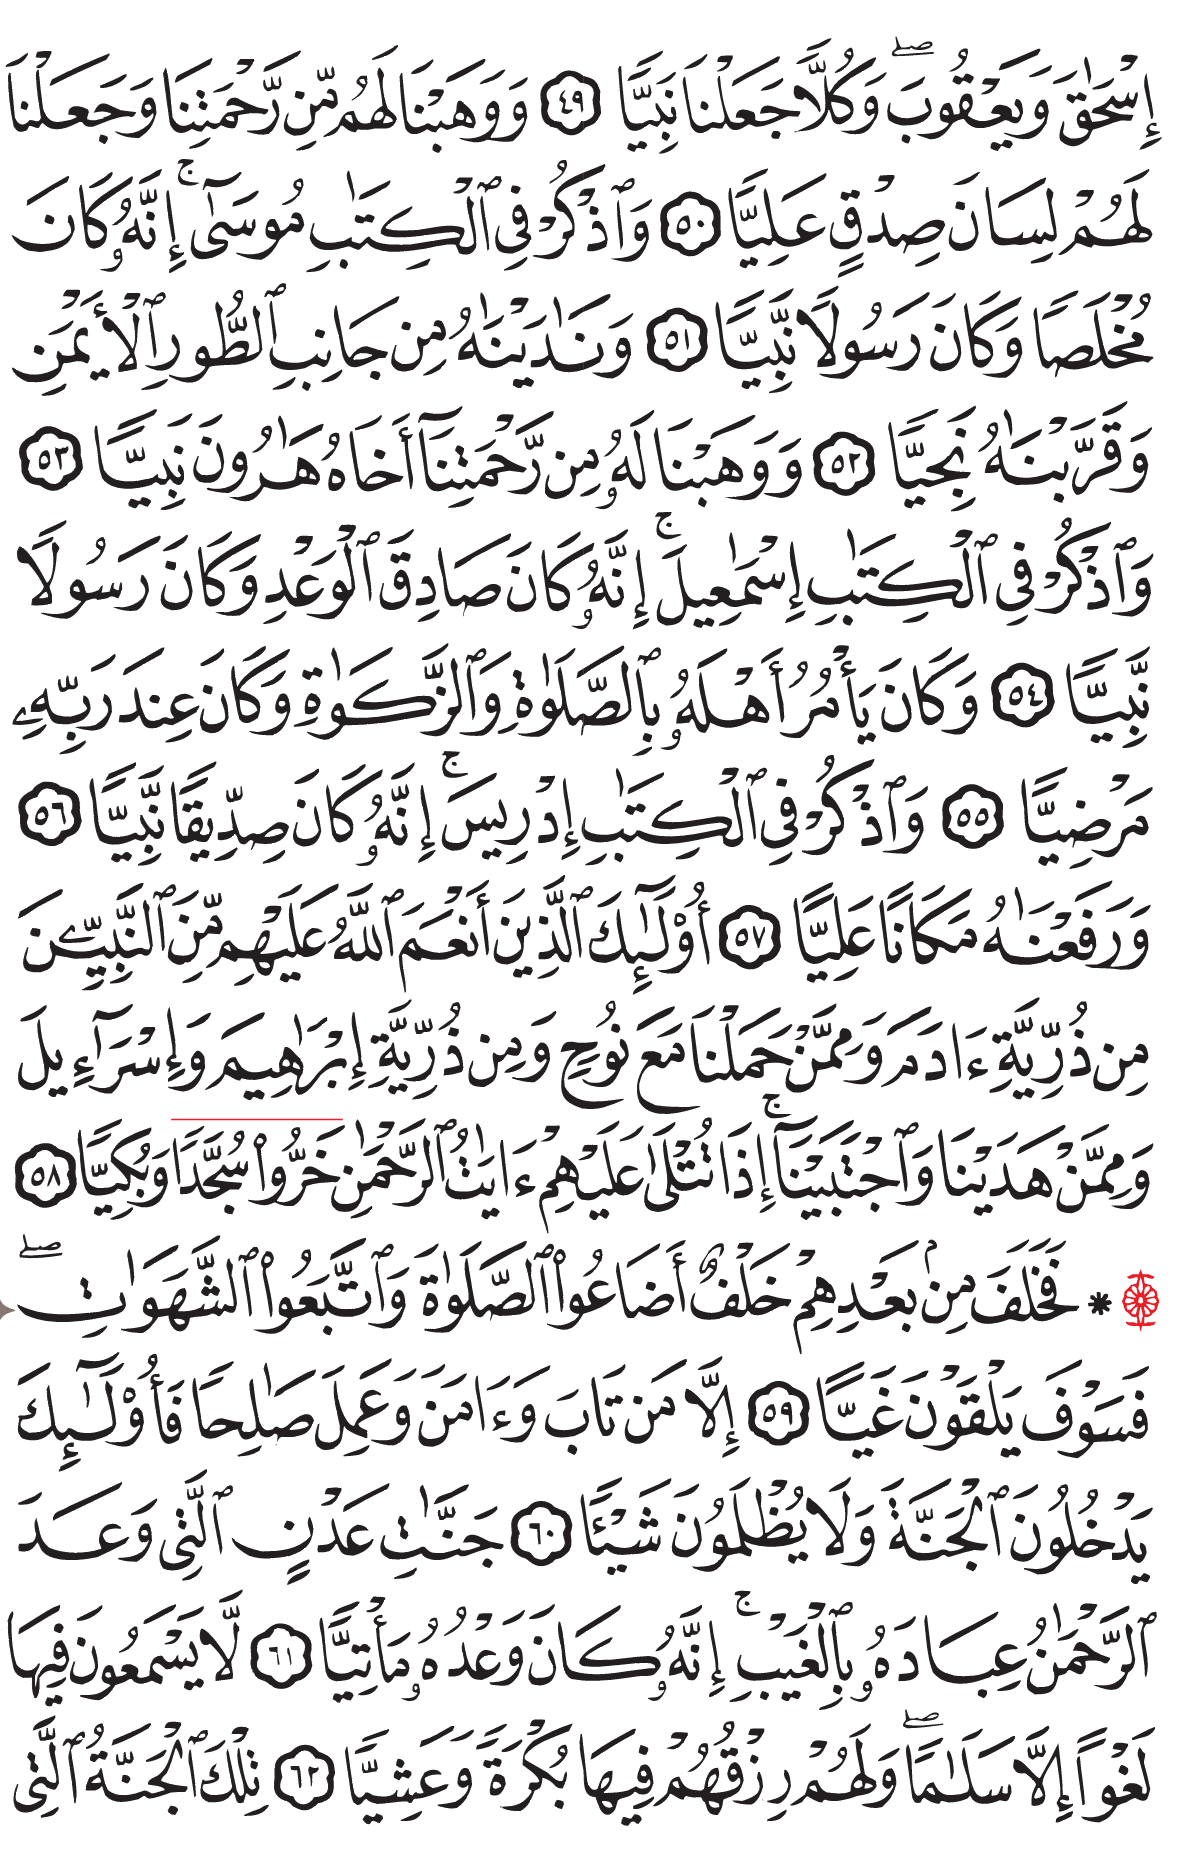 إِسْحَٰقَ وَيَعْقُوبَۖ وَكُلًّا جَعَلْنَا نَبِيًّا ٤٩ وَوَهَبْنَا لَهُم مِّن رَّحْمَتِنَا وَجَعَلْنَا
لَهُمْ لِسَانَ صِدْقٍ عَلِيًّا ٥٠ وَٱذْكُرْ فِى ٱلْكِتَٰبِ مُوسَىٰٓۚ إِنَّهُۥ كَانَ
مُخْلَصًا وَكَانَ رَسُولًا نَّبِيًّا ٥١ وَنَٰدَيْنَٰهُ مِن جَانِبِ ٱلطُّورِ ٱلْأَيْمَنِ
وَقَرَّبْنَٰهُ نَجِيًّا ٥٢ وَوَهَبْنَا لَهُۥ مِن رَّحْمَتِنَآ أَخَاهُ هَٰرُونَ نَبِيًّا ٥٣
وَٱذْكُرْ فِى ٱلْكِتَٰبِ إِسْمَٰعِيلَۚ إِنَّهُۥ كَانَ صَادِقَ ٱلْوَعْدِ وَكَانَ رَسُولًا
نَّبِيًّا ٥٤ وَكَانَ يَأْمُرُ أَهْلَهُۥ بِٱلصَّلَوٰةِ وَٱلزَّكَوٰةِ وَكَانَ عِندَ رَبِّهِۦ
مَرْضِيًّا ٥٥ وَٱذْكُرْ فِى ٱلْكِتَٰبِ إِدْرِيسَۚ إِنَّهُۥ كَانَ صِدِّيقًا نَّبِيًّا ٥٦
وَرَفَعْنَٰهُ مَكَانًا عَلِيًّا ٥٧ أُو۟لَٰٓئِكَ ٱلَّذِينَ أَنْعَمَ ٱللَّهُ عَلَيْهِم مِّنَ ٱلنَّبِيِّـۧنَ
مِن ذُرِّيَّةِ ءَادَمَ وَمِمَّنْ حَمَلْنَا مَعَ نُوحٍ وَمِن ذُرِّيَّةِ إِبْرَٰهِيمَ وَإِسْرَٰٓءِيلَ
وَمِمَّنْ هَدَيْنَا وَٱجْتَبَيْنَآۚ إِذَا تُتْلَىٰ عَلَيْهِمْ ءَايَٰتُ ٱلرَّحْمَٰنِ خَرُّوا۟ سُجَّدًا وَبُكِيًّا ٥٨
۞ فَخَلَفَ مِنۢ بَعْدِهِمْ خَلْفٌ أَضَاعُوا۟ ٱلصَّلَوٰةَ وَٱتَّبَعُوا۟ ٱلشَّهَوَٰتِۖ
فَسَوْفَ يَلْقَوْنَ غَيًّا ٥٩ إِلَّا مَن تَابَ وَءَامَنَ وَعَمِلَ صَٰلِحًا فَأُو۟لَٰٓئِكَ
يَدْخُلُونَ ٱلْجَنَّةَ وَلَا يُظْلَمُونَ شَيْـًٔا ٦٠ جَنَّٰتِ عَدْنٍ ٱلَّتِى وَعَدَ
ٱلرَّحْمَٰنُ عِبَادَهُۥ بِٱلْغَيْبِۚ إِنَّهُۥ كَانَ وَعْدُهُۥ مَأْتِيًّا ٦١ لَّا يَسْمَعُونَ فِيهَا
لَغْوًا إِلَّا سَلَٰمًاۖ وَلَهُمْ رِزْقُهُمْ فِيهَا بُكْرَةً وَعَشِيًّا ٦٢ تِلْكَ ٱلْجَنَّةُ ٱلَّتِى